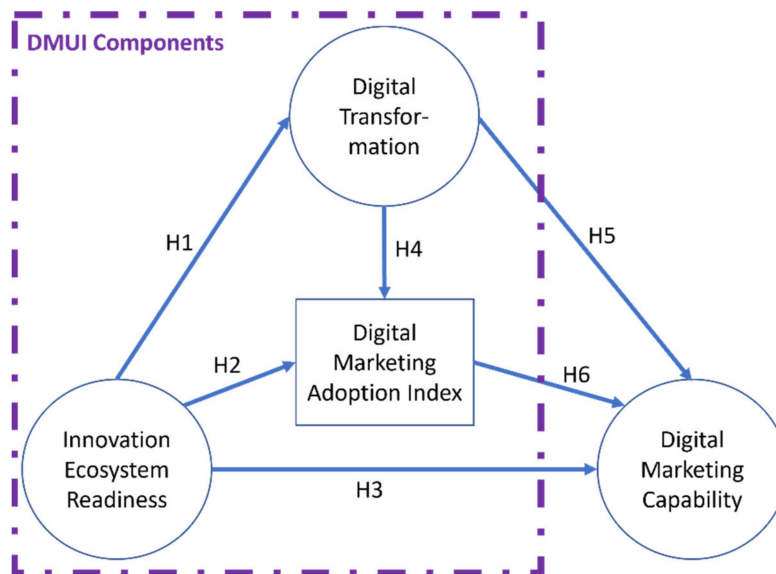 DMUI Components
Digital
Transfor-
mation
H1
H4
H5
H2
Digital
Marketing
Adoption Index
H6
Innovation
Ecosystem
Readiness
H3
Digital
Marketing
Capability